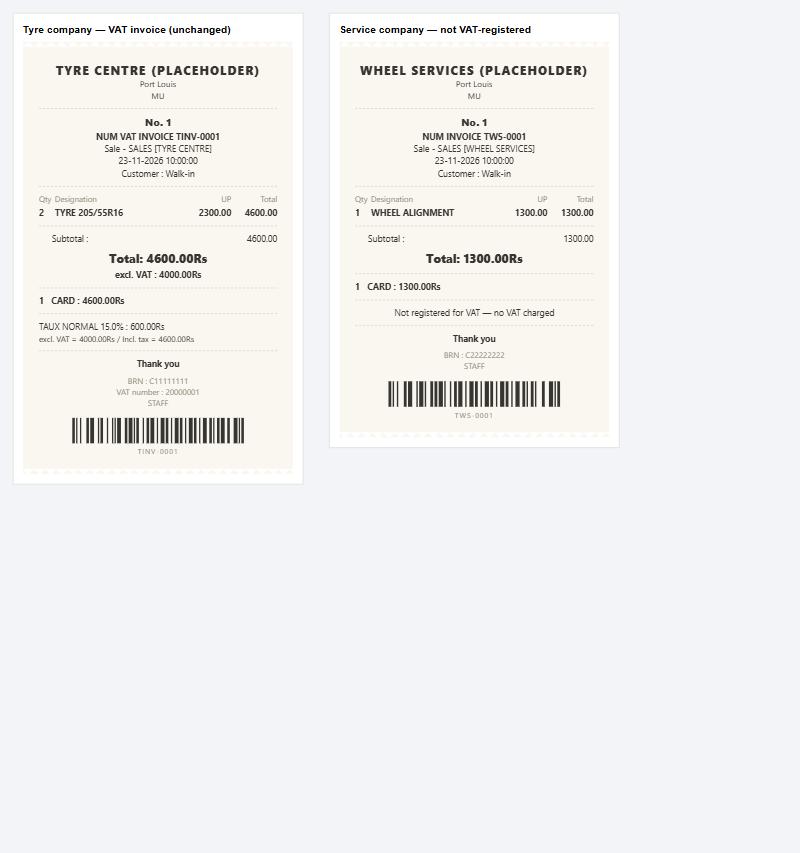 Tyre company — VAT invoice (unchanged)
TYRE CENTRE (PLACEHOLDER)
Port Louis
MU
No. 1
NUM VAT INVOICE TINV-0001
Sale - SALES [TYRE CENTRE]
23-11-2026 10:00:00
Customer : Walk-in
Qty Designation UP Total
2 TYRE 205/55R16 2300.00 4600.00
Subtotal : 4600.00
Total: 4600.00Rs
excl. VAT : 4000.00Rs
1 CARD : 4600.00Rs
TAUX NORMAL 15.0% : 600.00Rs
excl. VAT = 4000.00Rs / Incl. tax = 4600.00Rs
Thank you
BRN : C11111111
VAT number : 20000001
STAFF
TINV-0001
Service company — not VAT-registered
WHEEL SERVICES (PLACEHOLDER)
Port Louis
MU
No. 1
NUM INVOICE TWS-0001
Sale - SALES [WHEEL SERVICES]
23-11-2026 10:00:00
Customer : Walk-in
Qty Designation UP Total
1 WHEEL ALIGNMENT 1300.00 1300.00
Subtotal : 1300.00
Total: 1300.00Rs
1 CARD : 1300.00Rs
Not registered for VAT — no VAT charged
Thank you
BRN : C22222222
STAFF
TWS-0001